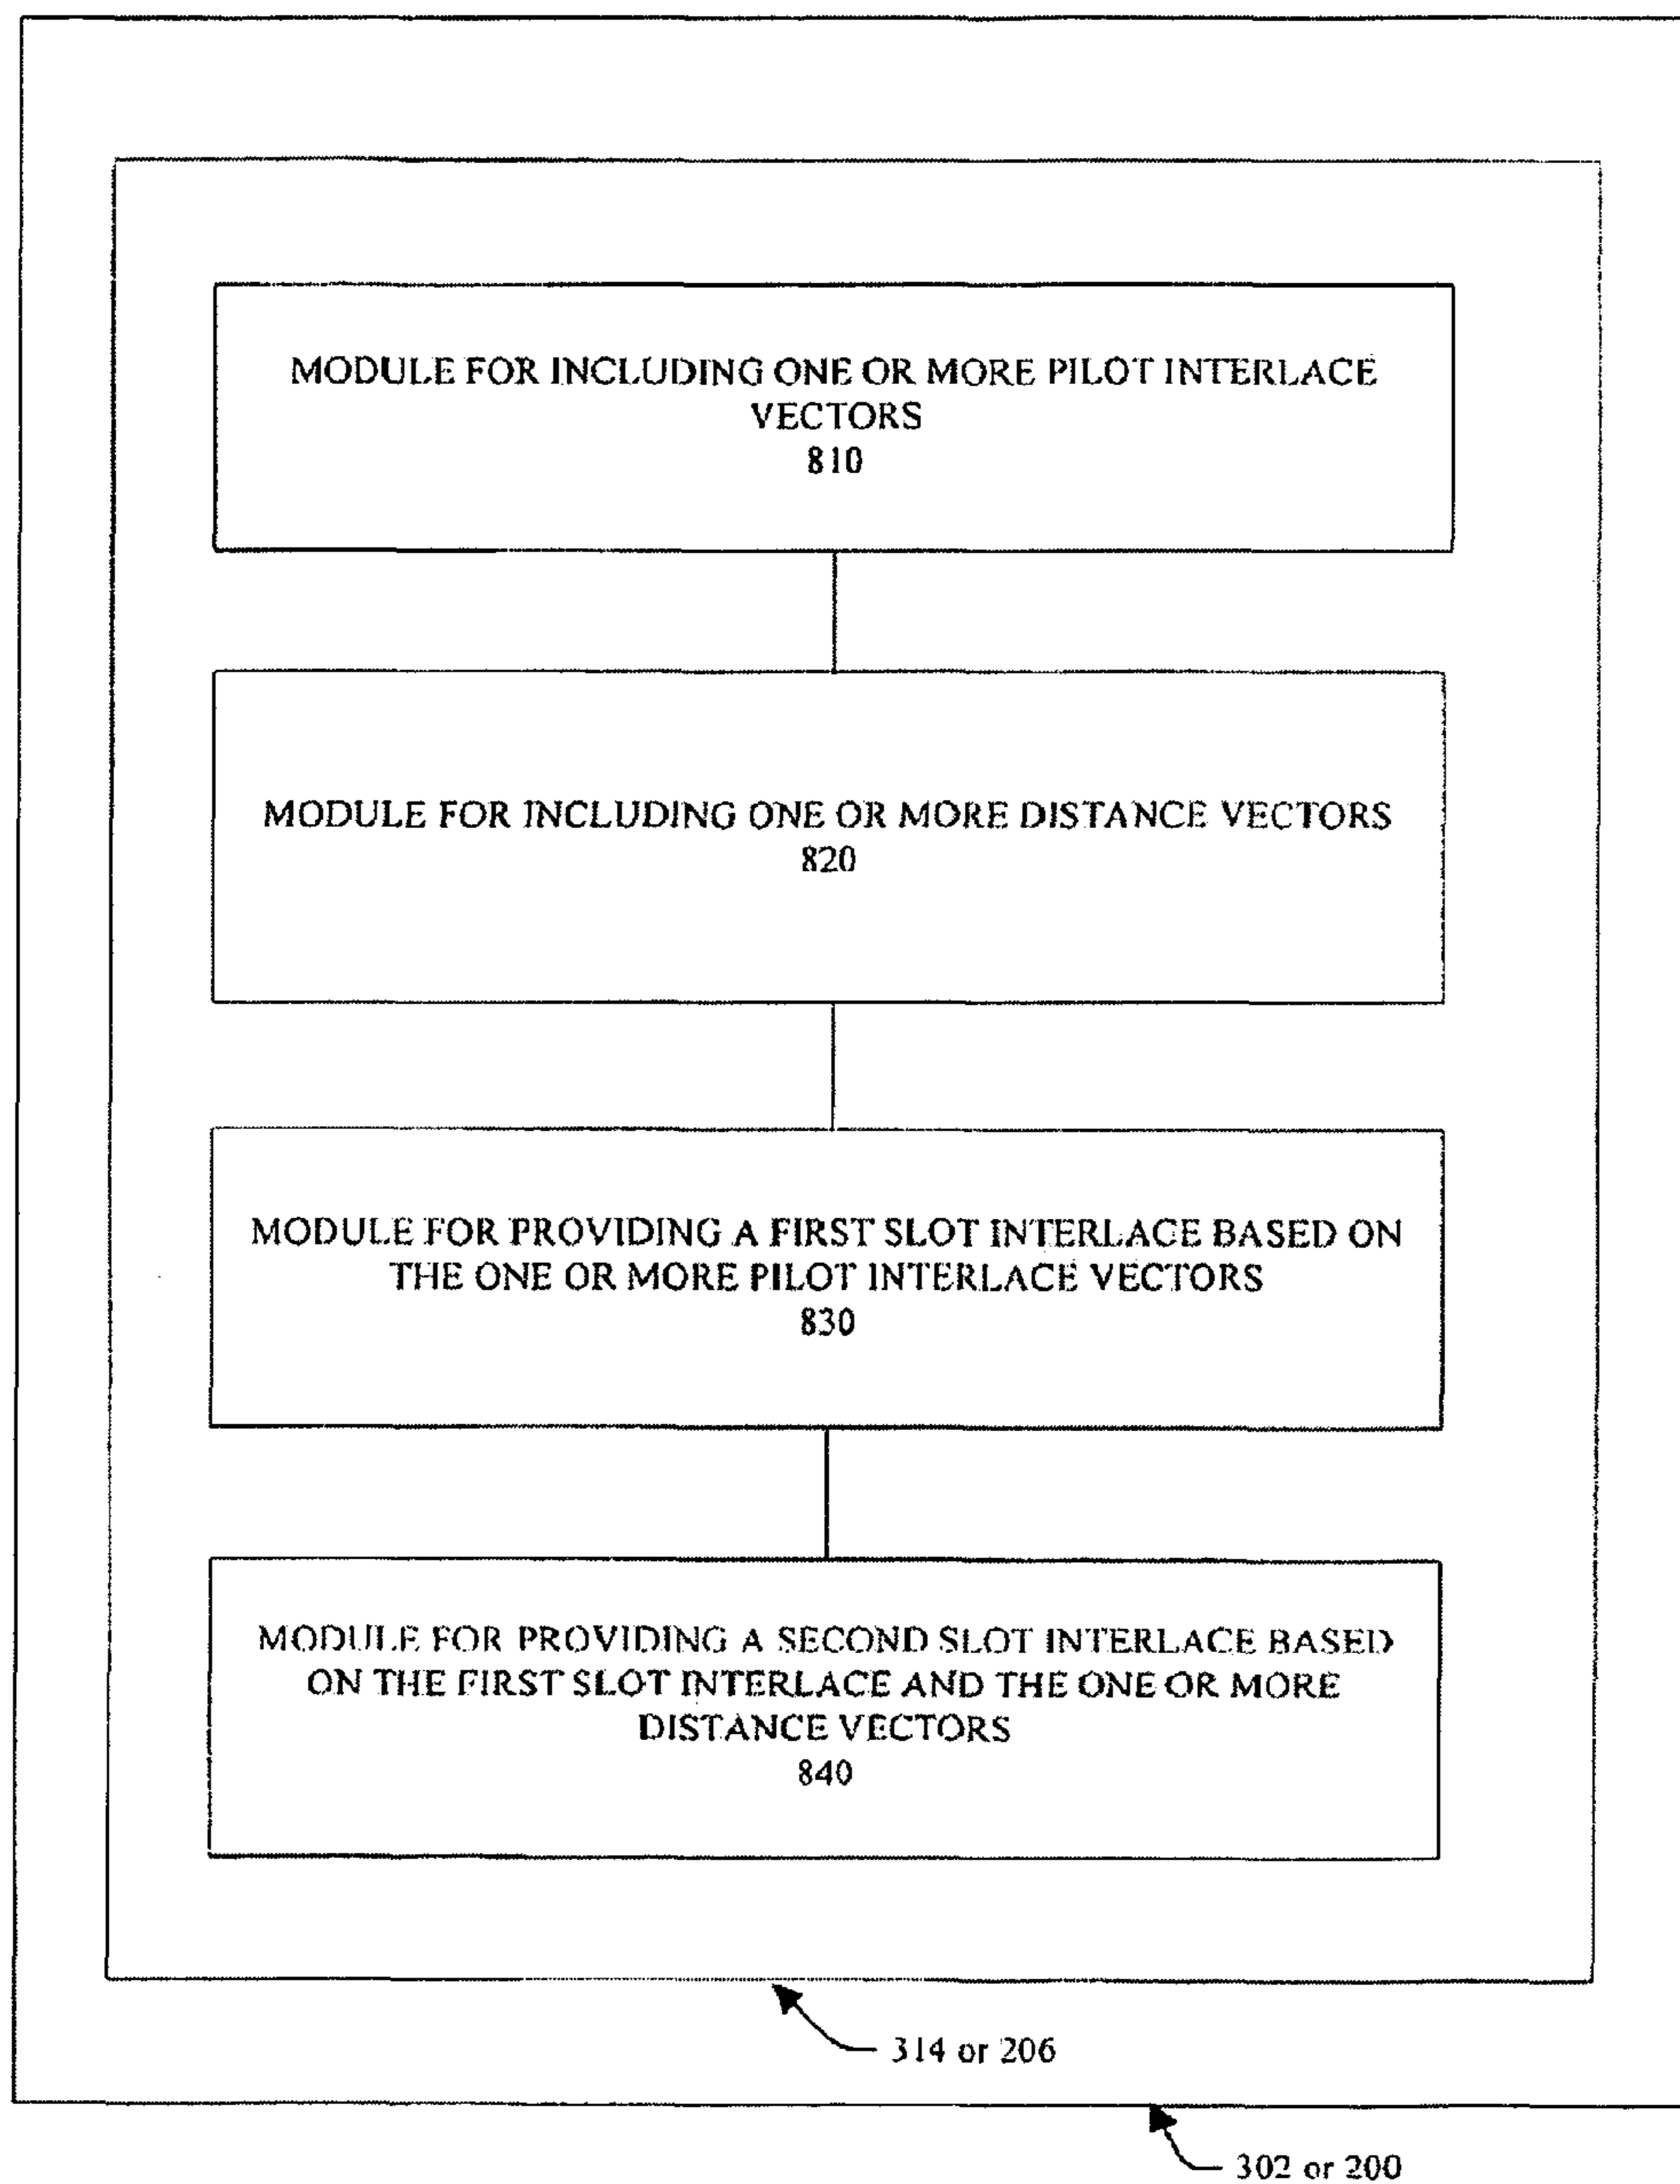 MODULE FOR INCLUDING ONE OR MORE PILOT INTERLACE
VECTORS
810
MODULE FOR INCLUDING ONE OR MORE DISTANCE VECTORS
820
MODULE FOR PROVIDING A FIRST SLOT INTERLACE BASED ON
THE ONE OR MORE PILOT INTERLACE VECTORS
830
MODULE FOR PROVIDING A SECOND SLOT INTERLACE BASED
ON THE FIRST SLOT INTERLACE AND THE ONE OR MORE
DISTANCE VECTORS
840
314 or 206
302 or 200